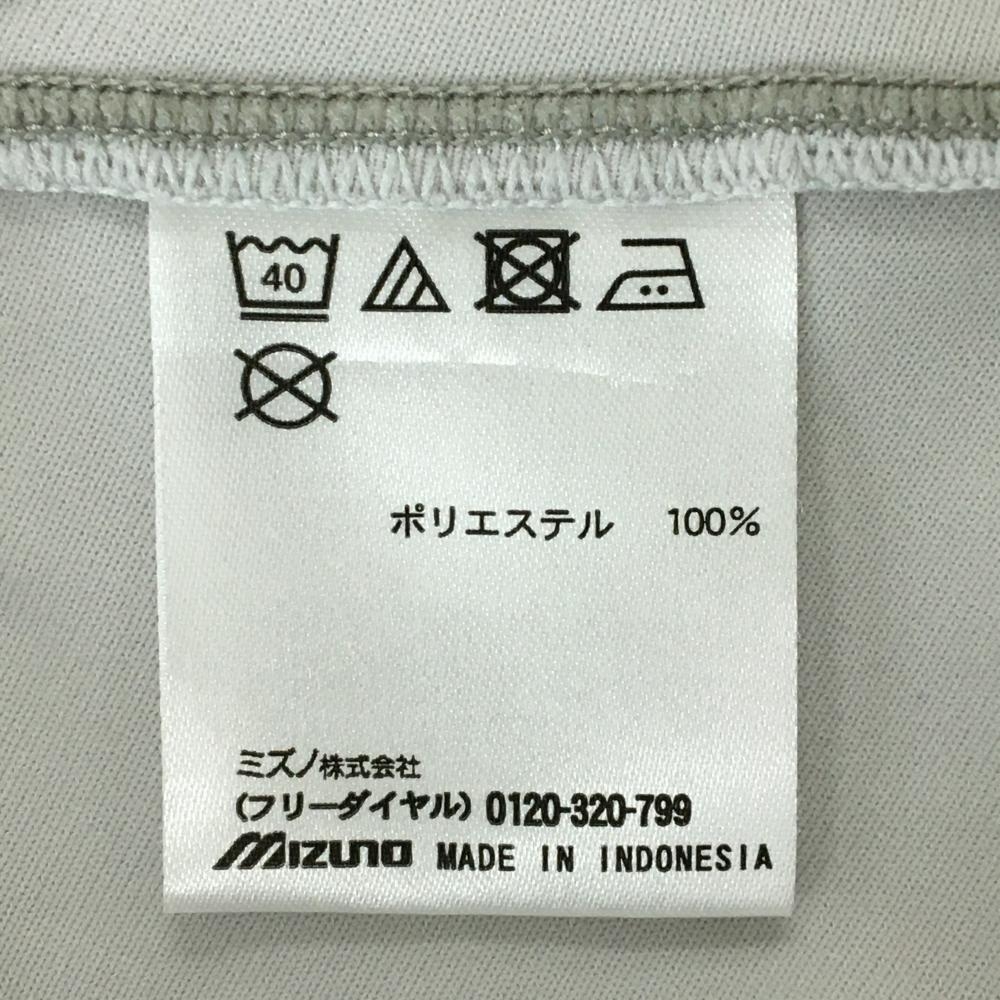 40
ポリエステル 100%
ミズノ株式会社
(フリーダイヤル) 0120-320-799
MIZUNO MADE IN INDONESIA